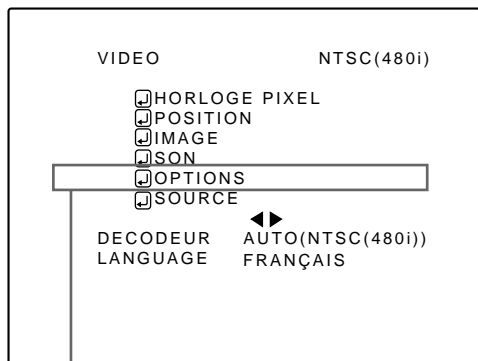 VIDEO NTSC(480i)
HORLOGE PIXEL
POSITION
IMAGE
SON
OPTIONS
SOURCE
DECODEUR AUTO(NTSC(480i))
LANGUAGE FRANÇAIS